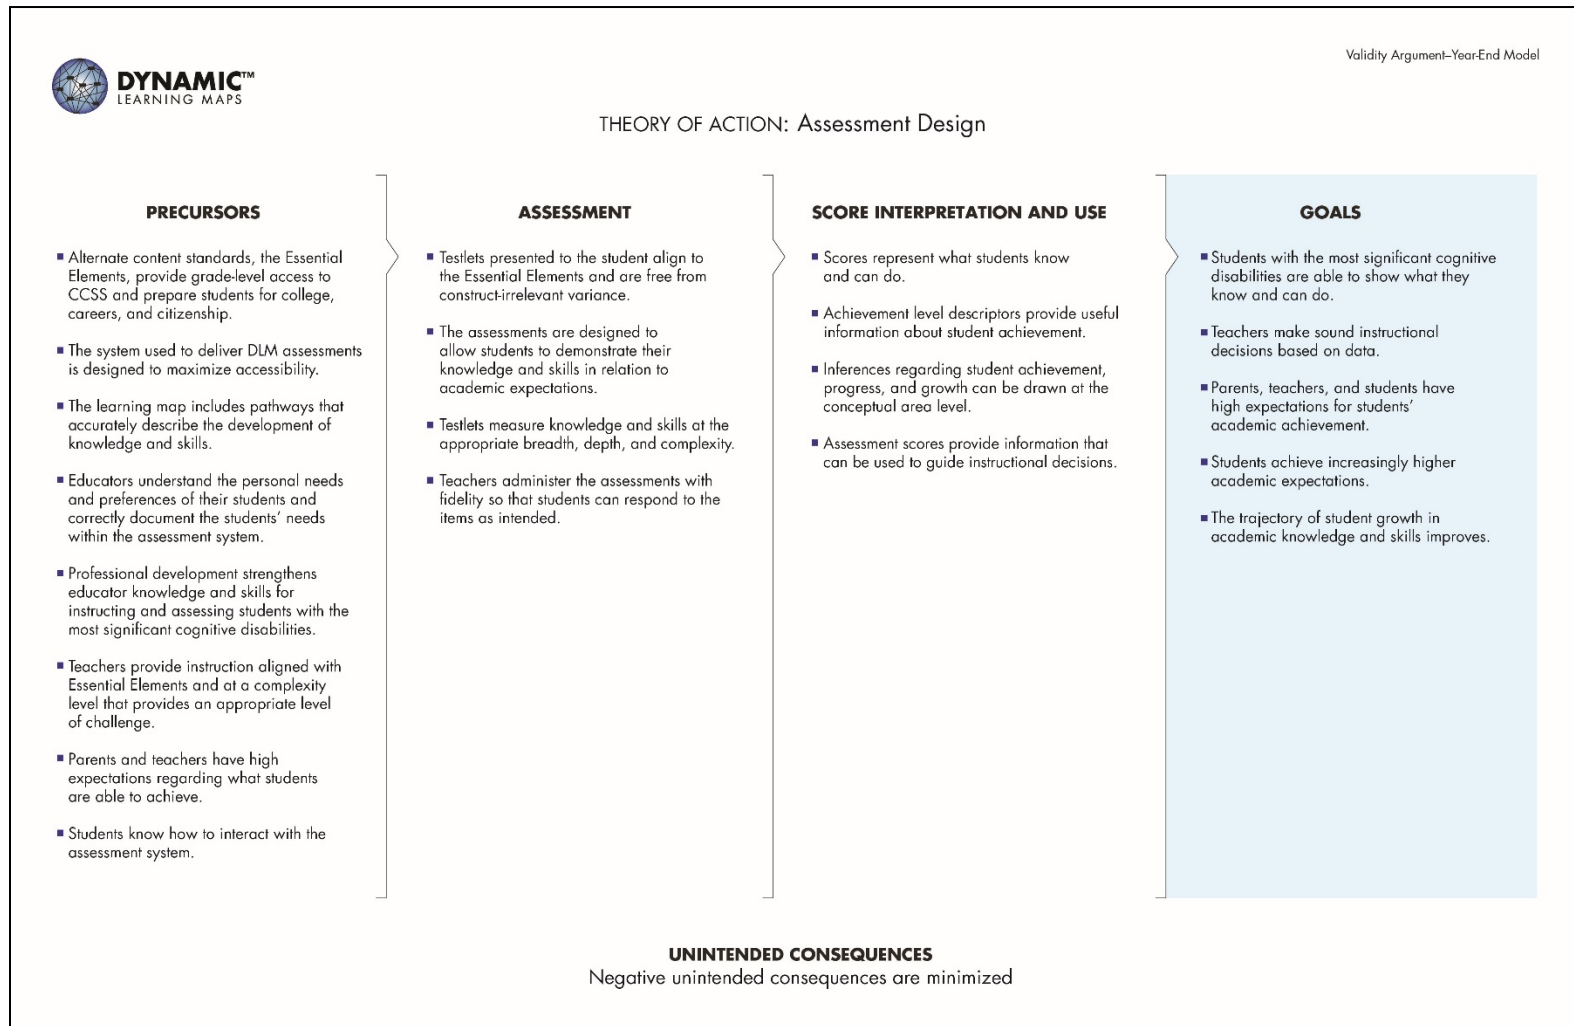 Validity Argument–Year-End Model
DYNAMIC™
LEARNING MAPS
THEORY OF ACTION: Assessment Design
PRECURSORS
■ Alternate content standards, the Essential
Elements, provide grade-level access to
CCSS and prepare students for college,
careers, and citizenship.
■ The system used to deliver DLM assessments
is designed to maximize accessibility.
■ The learning map includes pathways that
accurately describe the development of
knowledge and skills.
■ Educators understand the personal needs
and preferences of their students and
correctly document the students’ needs
within the assessment system.
■ Professional development strengthens
educator knowledge and skills for
instructing and assessing students with the
most significant cognitive disabilities.
■ Teachers provide instruction aligned with
Essential Elements and at a complexity
level that provides an appropriate level
of challenge.
■ Parents and teachers have high
expectations regarding what students
are able to achieve.
■ Students know how to interact with the
assessment system.
ASSESSMENT
■ Testlets presented to the student align to
the Essential Elements and are free from
construct-irrelevant variance.
■ The assessments are designed to
allow students to demonstrate their
knowledge and skills in relation to
academic expectations.
■ Testlets measure knowledge and skills at the
appropriate breadth, depth, and complexity.
■ Teachers administer the assessments with
fidelity so that students can respond to the
items as intended.
SCORE INTERPRETATION AND USE
■ Scores represent what students know
and can do.
■ Achievement level descriptors provide useful
information about student achievement.
■ Inferences regarding student achievement,
progress, and growth can be drawn at the
conceptual area level.
■ Assessment scores provide information that
can be used to guide instructional decisions.
GOALS
■ Students with the most significant cognitive
disabilities are able to show what they
know and can do.
■ Teachers make sound instructional
decisions based on data.
■ Parents, teachers, and students have
high expectations for students’
academic achievement.
■ Students achieve increasingly higher
academic expectations.
■ The trajectory of student growth in
academic knowledge and skills improves.
UNINTENDED CONSEQUENCES
Negative unintended consequences are minimized